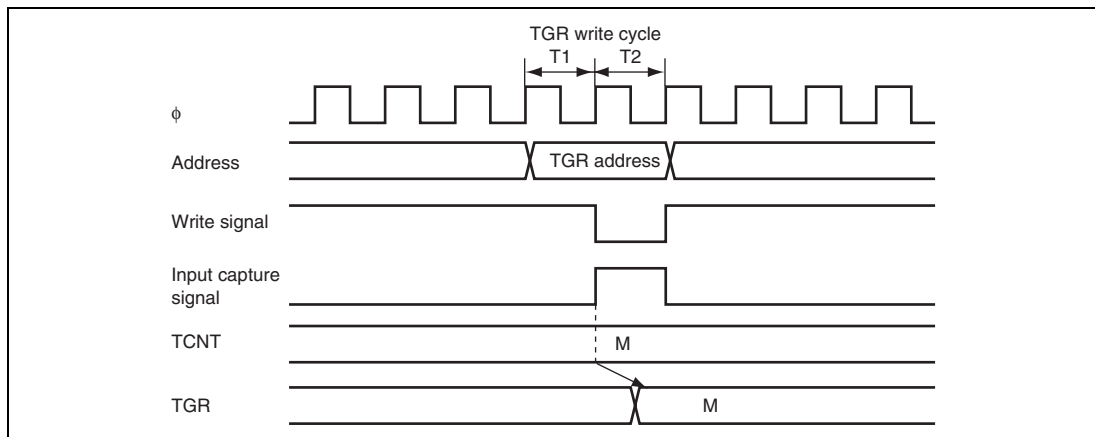 TGR write cycle
T1 T2
φ
Address
TGR address
Write signal
Input capture
signal
TCNT
M
TGR
M